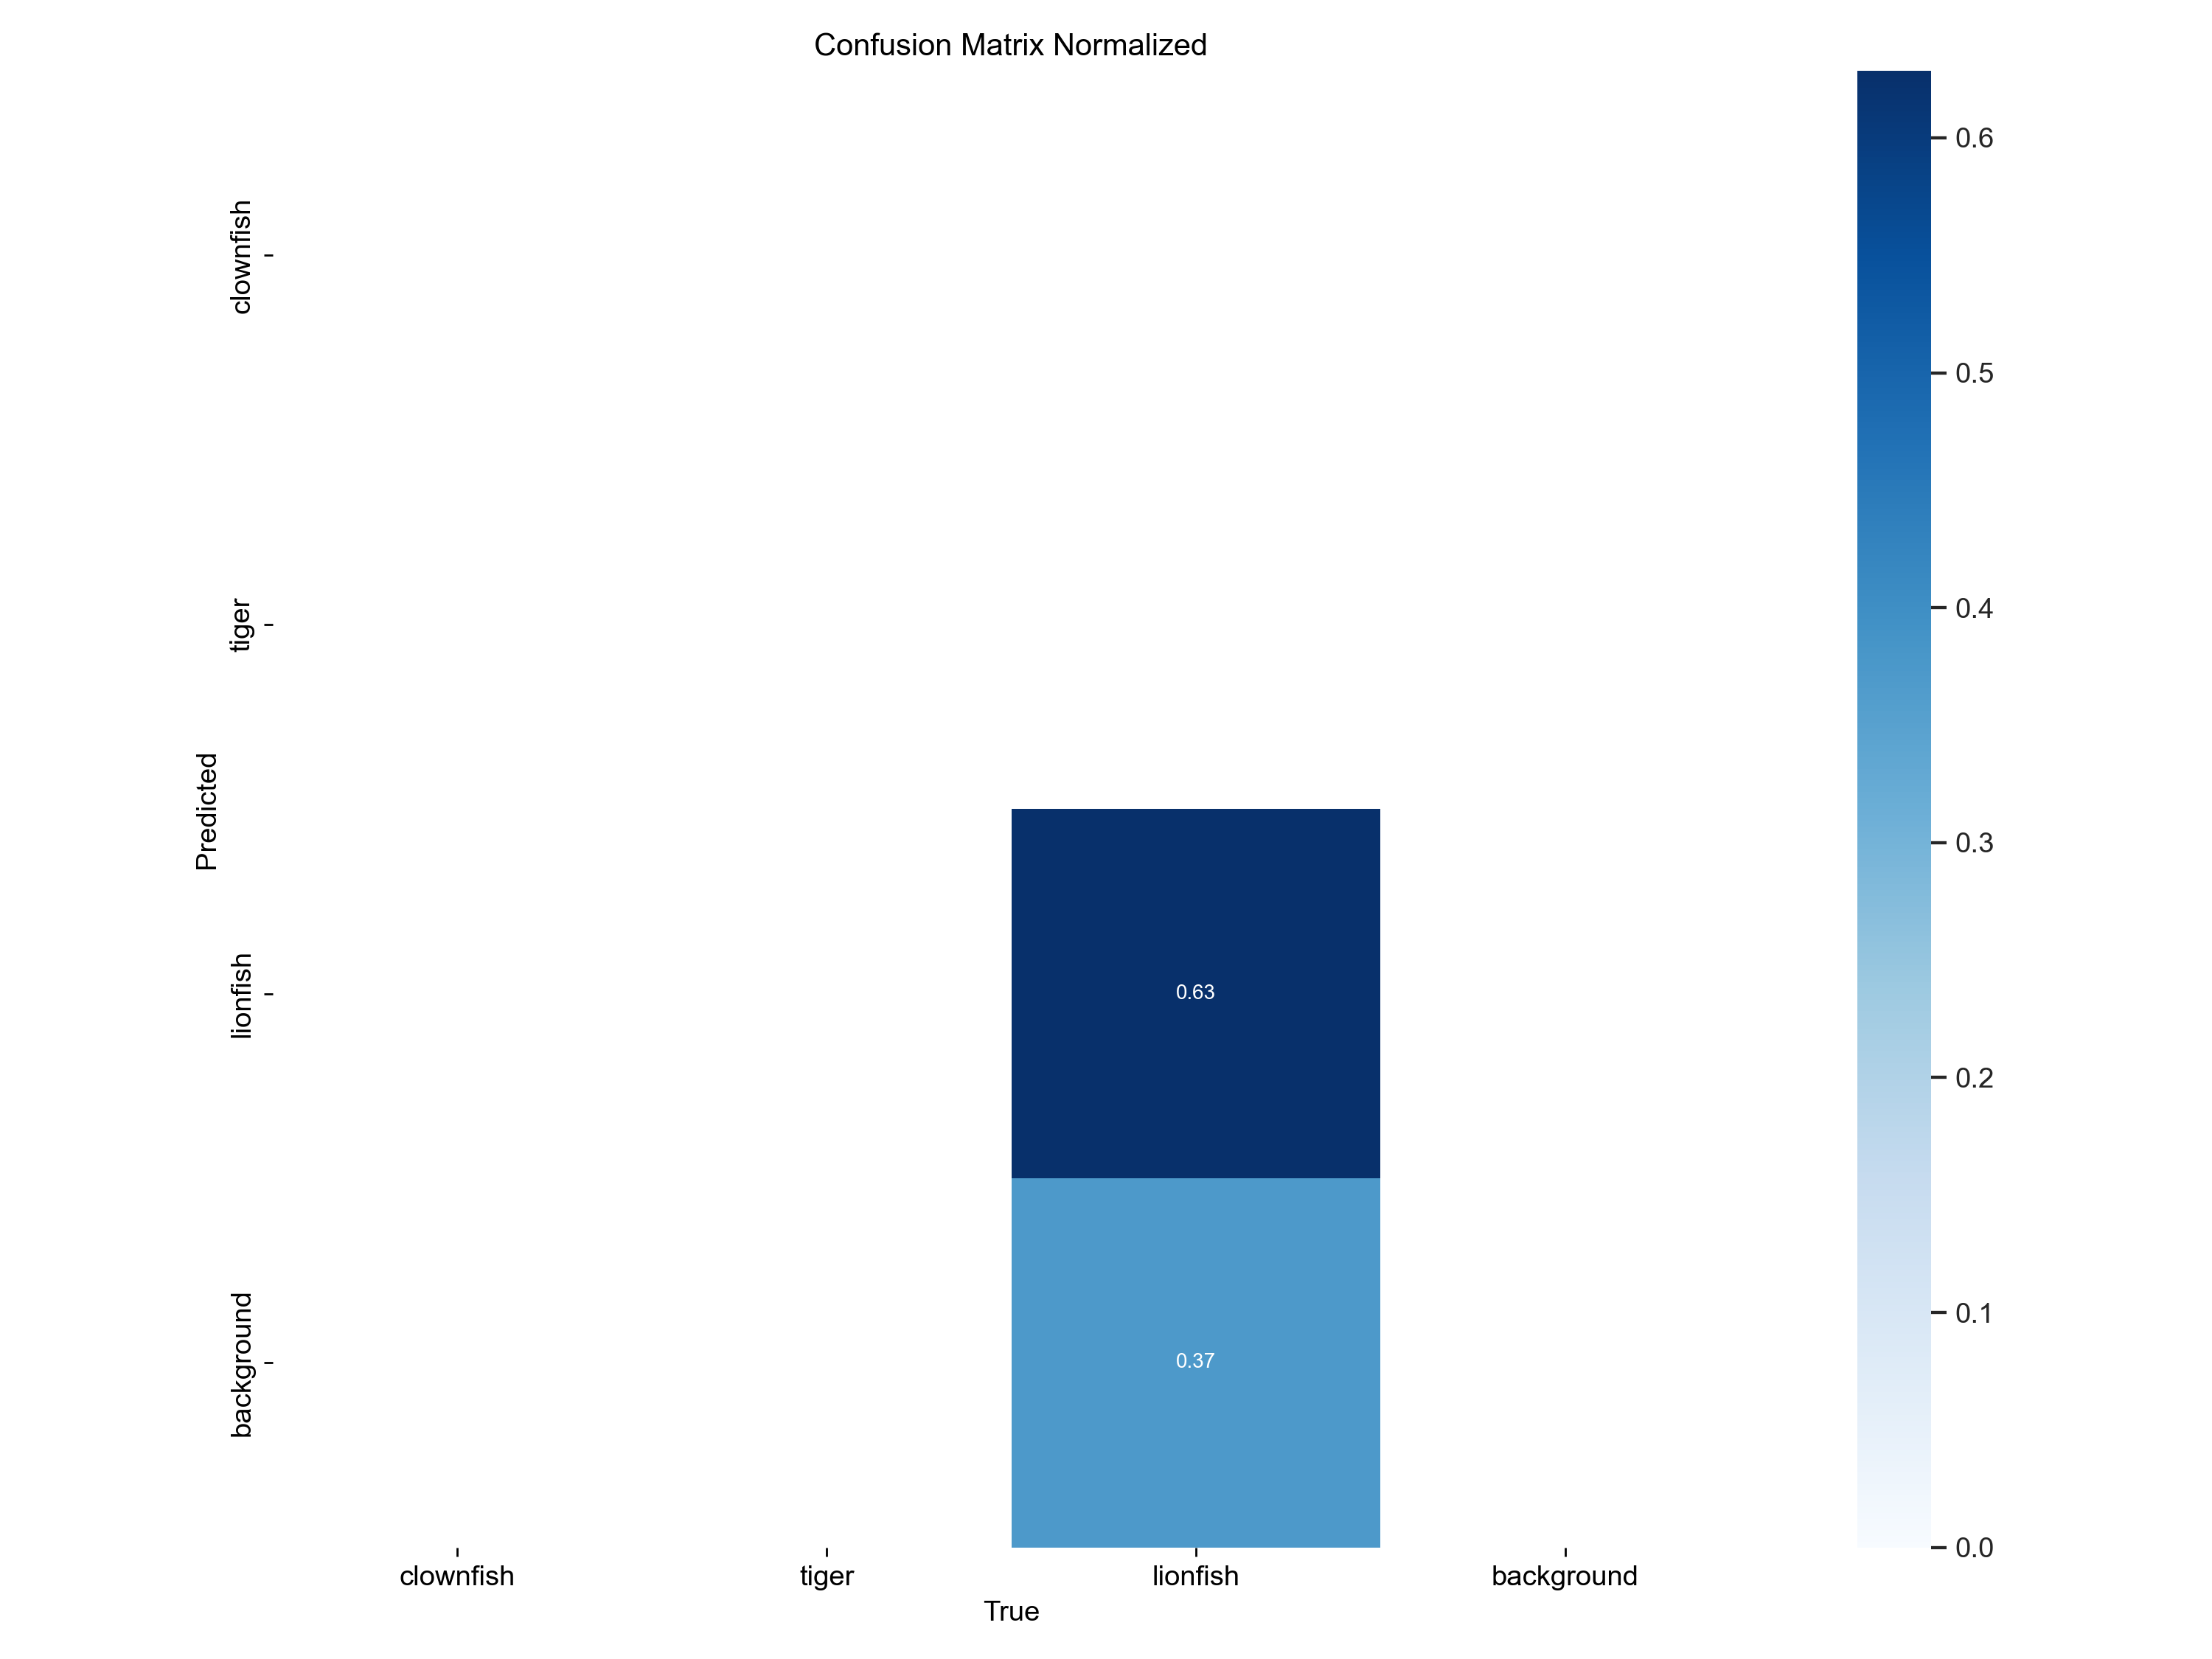 Confusion Matrix Normalized
clownfish
tiger
lionfish
background
Predicted
0.63
0.37
clownfish
tiger
lionfish
background
True
0.6
0.5
0.4
0.3
0.2
0.1
0.0